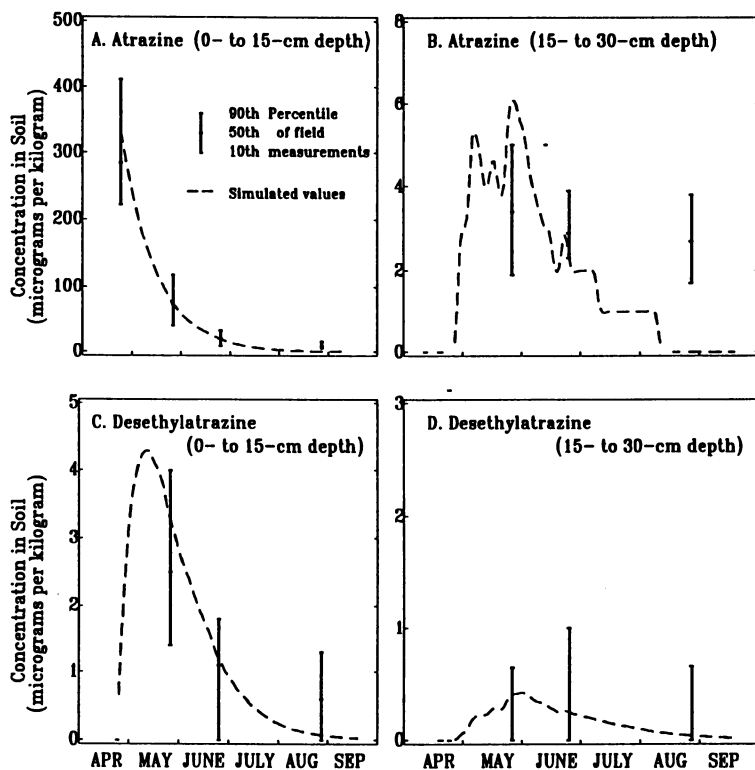 A. Atrazine (0- to 15-cm depth)
500
400
300
200
100
0
Concentration in Soil
(micrograms per kilogram)
90th Percentile
50th of field
10th measurements
Simulated values
B. Atrazine (15- to 30-cm depth)
8
6
4
2
0
C. Desethylatrazine
(0- to 15-cm depth)
5
4
3
2
1
0
Concentration in Soil
(micrograms per kilogram)
APR MAY JUNE JULY AUG SEP
D. Desethylatrazine
(15- to 30-cm depth)
3
2
1
0
APR MAY JUNE JULY AUG SEP